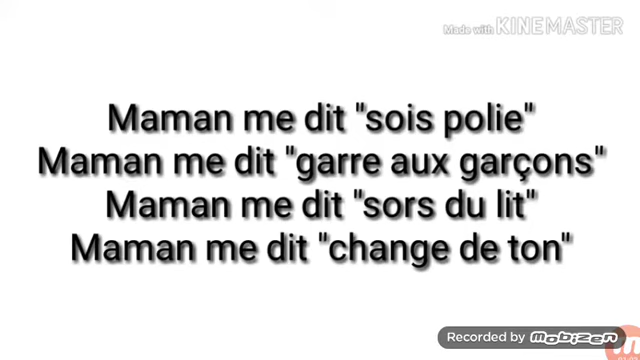 Made with KINEMASTER
Maman me dit "sois polie"
Maman me dit "garre aux garçons"
Maman me dit "sors du lit"
Maman me dit "change de ton"
Recorded by MOBIZEN